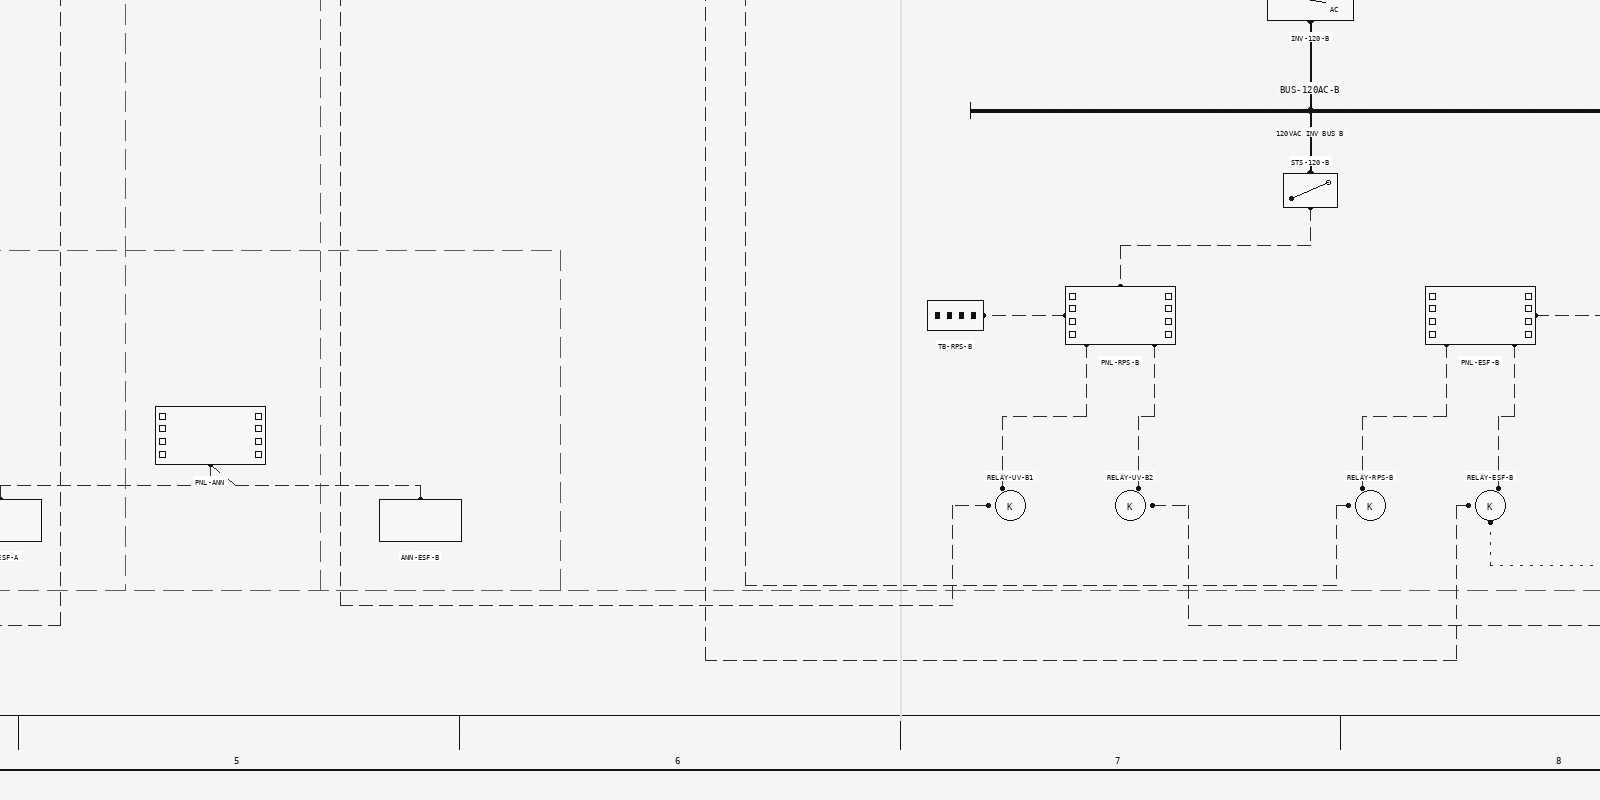 AC
INV-120-B
BUS-120AC-B
120VAC INV BUS B
STS-120-B
TB-RPS-B
PNL-RPS-B
PNL-ESF-B
PNL-ANN
RELAY-UV-B1
RELAY-UV-B2
RELAY-RPS-B
RELAY-ESF-B
K
K
K
K
SF-A
ANN-ESF-B
5
6
7
8